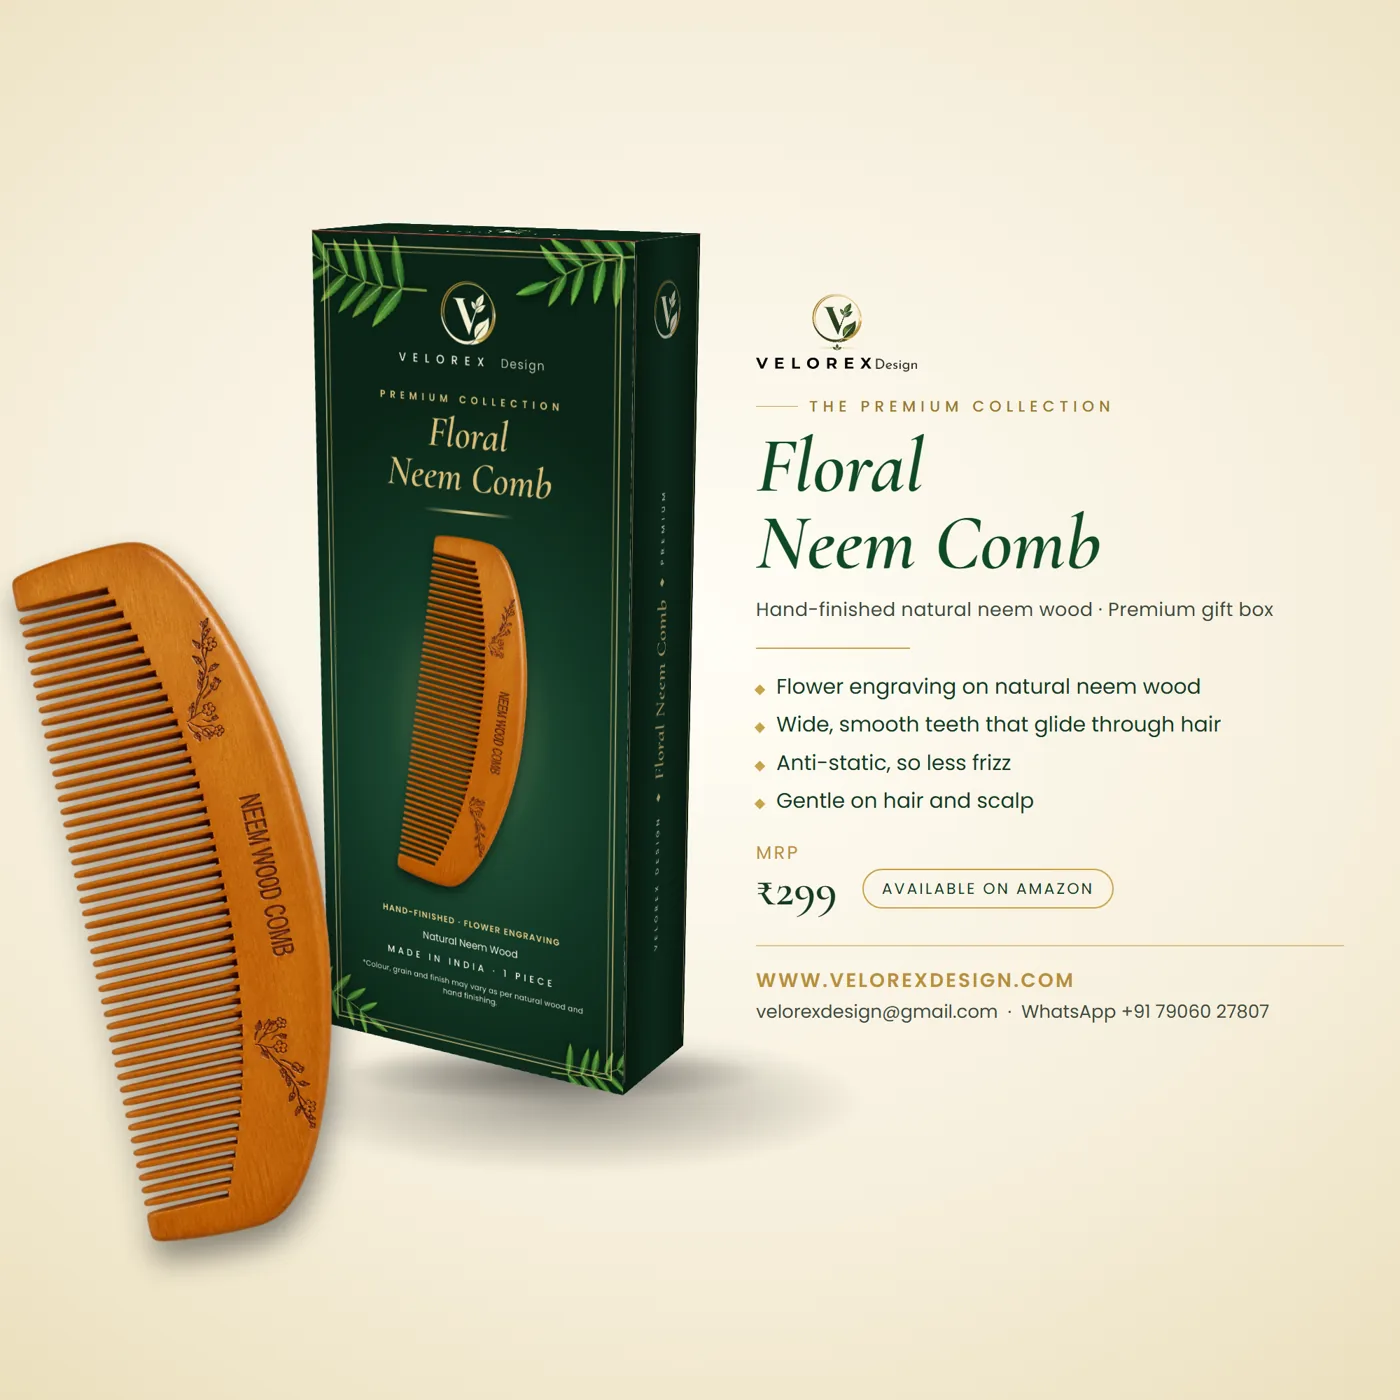 VELOREX Design
PREMIUM COLLECTION
Floral
Neem Comb
NEEM WOOD COMB
HAND-FINISHED · FLOWER ENGRAVING
Natural Neem Wood
MADE IN INDIA · 1 PIECE
*Colour, grain and finish may vary as per natural wood and
hand finishing.
VELOREX DESIGN ◆ Floral Neem Comb ◆ PREMIUM
NEEM WOOD COMB
VELOREX Design
THE PREMIUM COLLECTION
Floral
Neem Comb
Hand-finished natural neem wood · Premium gift box
Flower engraving on natural neem wood
Wide, smooth teeth that glide through hair
Anti-static, so less frizz
Gentle on hair and scalp
MRP
₹299
AVAILABLE ON AMAZON
WWW.VELOREXDESIGN.COM
velorexdesign@gmail.com · WhatsApp +91 79060 27807